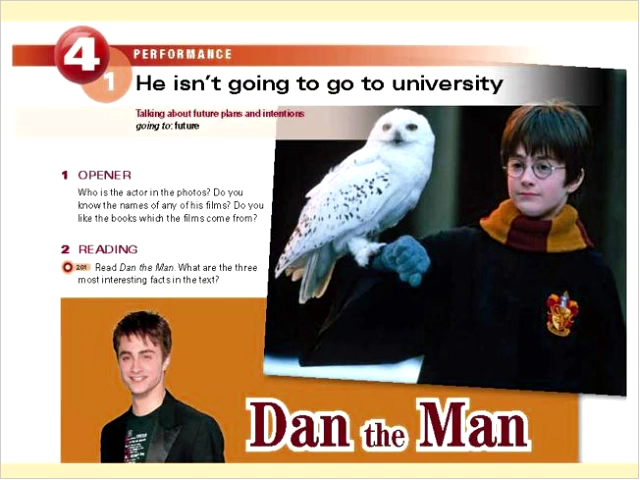 4 PERFORMANCE
1 He isn't going to go to university
Talking about future plans and intentions
going to: future
1 OPENER
Who is the actor in the photos? Do you
know the names of any of his films? Do you
like the books which the films come from?
2 READING
2.01 Read Dan the Man. What are the three
most interesting facts in the text?
Dan the Man